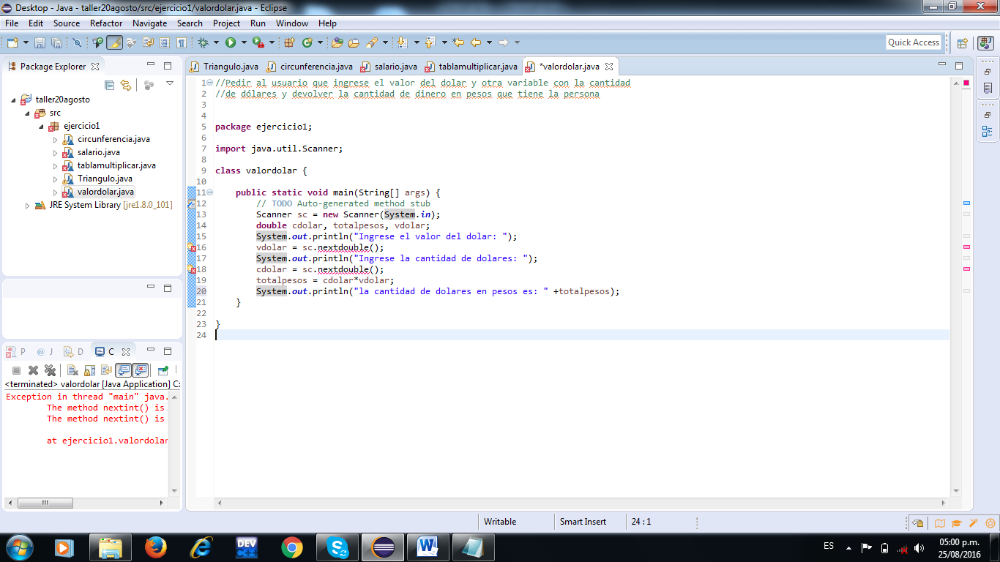 Desktop - Java - taller20agosto/src/ejercicio1/valordolar.java - Eclipse
File Edit Source Refactor Navigate Search Project Run Window Help
Quick Access
Package Explorer
taller20agosto
src
ejercicio1
circunferencia.java
salario.java
tablamultiplicar.java
Triangulo.java
valordolar.java
JRE System Library [jre1.8.0_101]
P @ J D C
<terminated> valordolar [Java Application] C:
Exception in thread "main" java.
The method nextint() is
The method nextint() is
at ejercicio1.valordolar
Triangulo.java circunferencia.java salario.java tablamultiplicar.java *valordolar.java
1 //Pedir al usuario que ingrese el valor del dolar y otra variable con la cantidad
2 //de dólares y devolver la cantidad de dinero en pesos que tiene la persona
3
4
5 package ejercicio1;
6
7 import java.util.Scanner;
8
9 class valordolar {
10
11 public static void main(String[] args) {
12 // TODO Auto-generated method stub
13 Scanner sc = new Scanner(System.in);
14 double cdolar, totalpesos, vdolar;
15 System.out.println("Ingrese el valor del dolar: ");
16 vdolar = sc.nextdouble();
17 System.out.println("Ingrese la cantidad de dolares: ");
18 cdolar = sc.nextdouble();
19 totalpesos = cdolar*vdolar;
20 System.out.println("la cantidad de dolares en pesos es: " +totalpesos);
21 }
22
23 }
24
Writable Smart Insert 24 : 1
DEV C++
ES
05:00 p.m.
25/08/2016